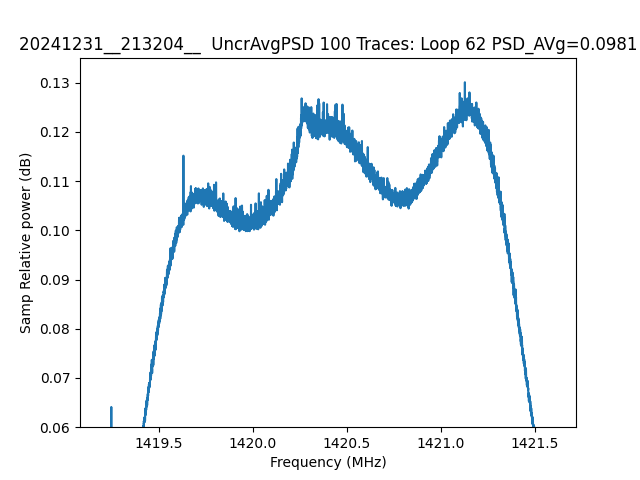 20241231__213204__  UncrAvgPSD 100 Traces: Loop 62 PSD_AVg=0.0981
0.13
0.12
0.11
0.10
0.09
0.08
0.07
0.06
Samp Relative power (dB)
1419.5 1420.0 1420.5 1421.0 1421.5
Frequency (MHz)